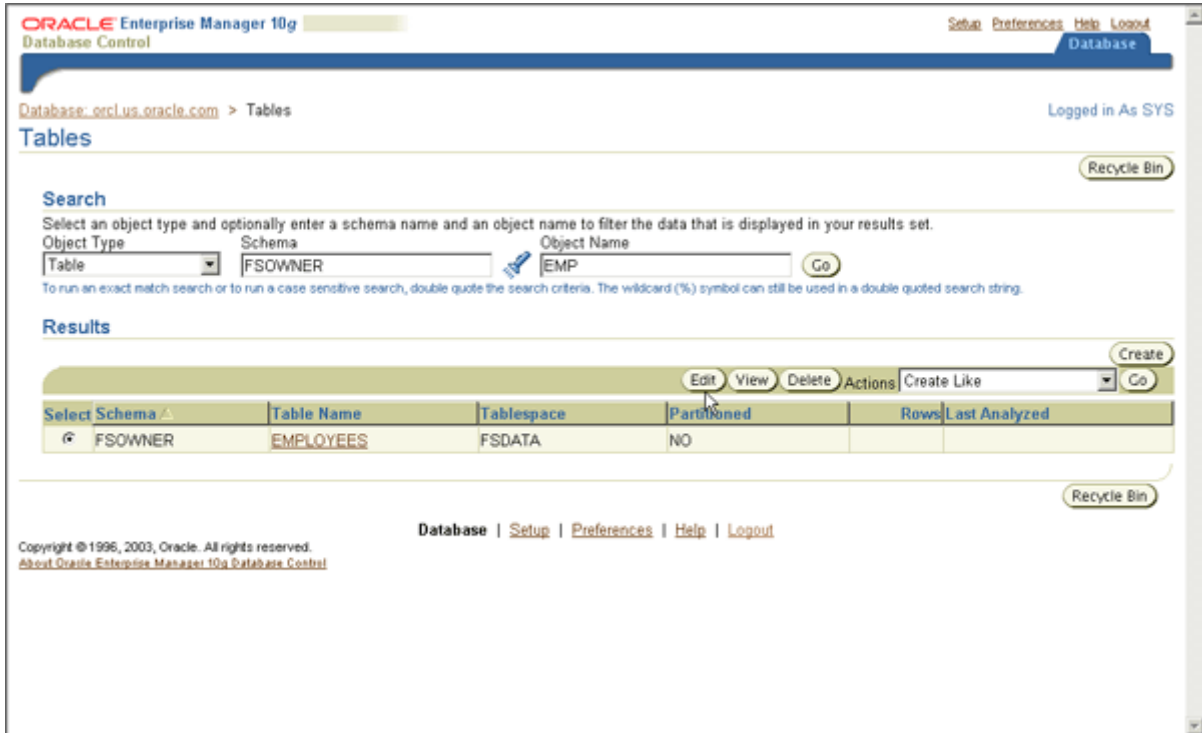 ORACLE Enterprise Manager 10g
Database Control
Setup Preferences Help Logout
Database
Database: orcl.us.oracle.com > Tables
Logged in As SYS
Tables
Recycle Bin
Search
Select an object type and optionally enter a schema name and an object name to filter the data that is displayed in your results set.
Object Type Schema Object Name
Table FSOWNER EMP Go
To run an exact match search or to run a case sensitive search, double quote the search criteria. The wildcard (%) symbol can still be used in a double quoted search string.
Results
Create
Edit View Delete Actions Create Like Go
Select Schema Table Name Tablespace Partitioned Rows Last Analyzed
FSOWNER EMPLOYEES FSDATA NO
Recycle Bin
Database | Setup | Preferences | Help | Logout
Copyright © 1996, 2003, Oracle. All rights reserved.
About Oracle Enterprise Manager 10g Database Control